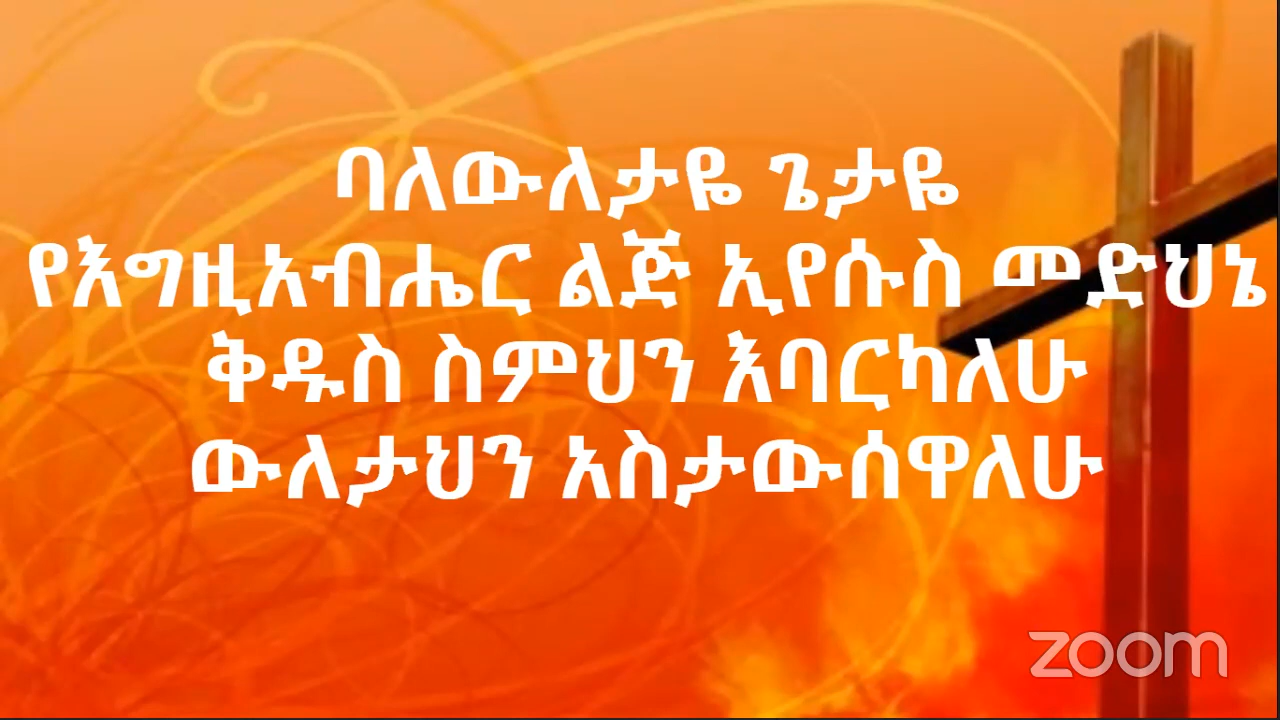 ባለውለታዬ ጌታዬ
የእግዚአብሔር ልጅ ኢየሱስ መድህኔ
ቅዱስ ስምህን እባርካለሁ
ውለታህን አስታውሰዋለሁ
zoom